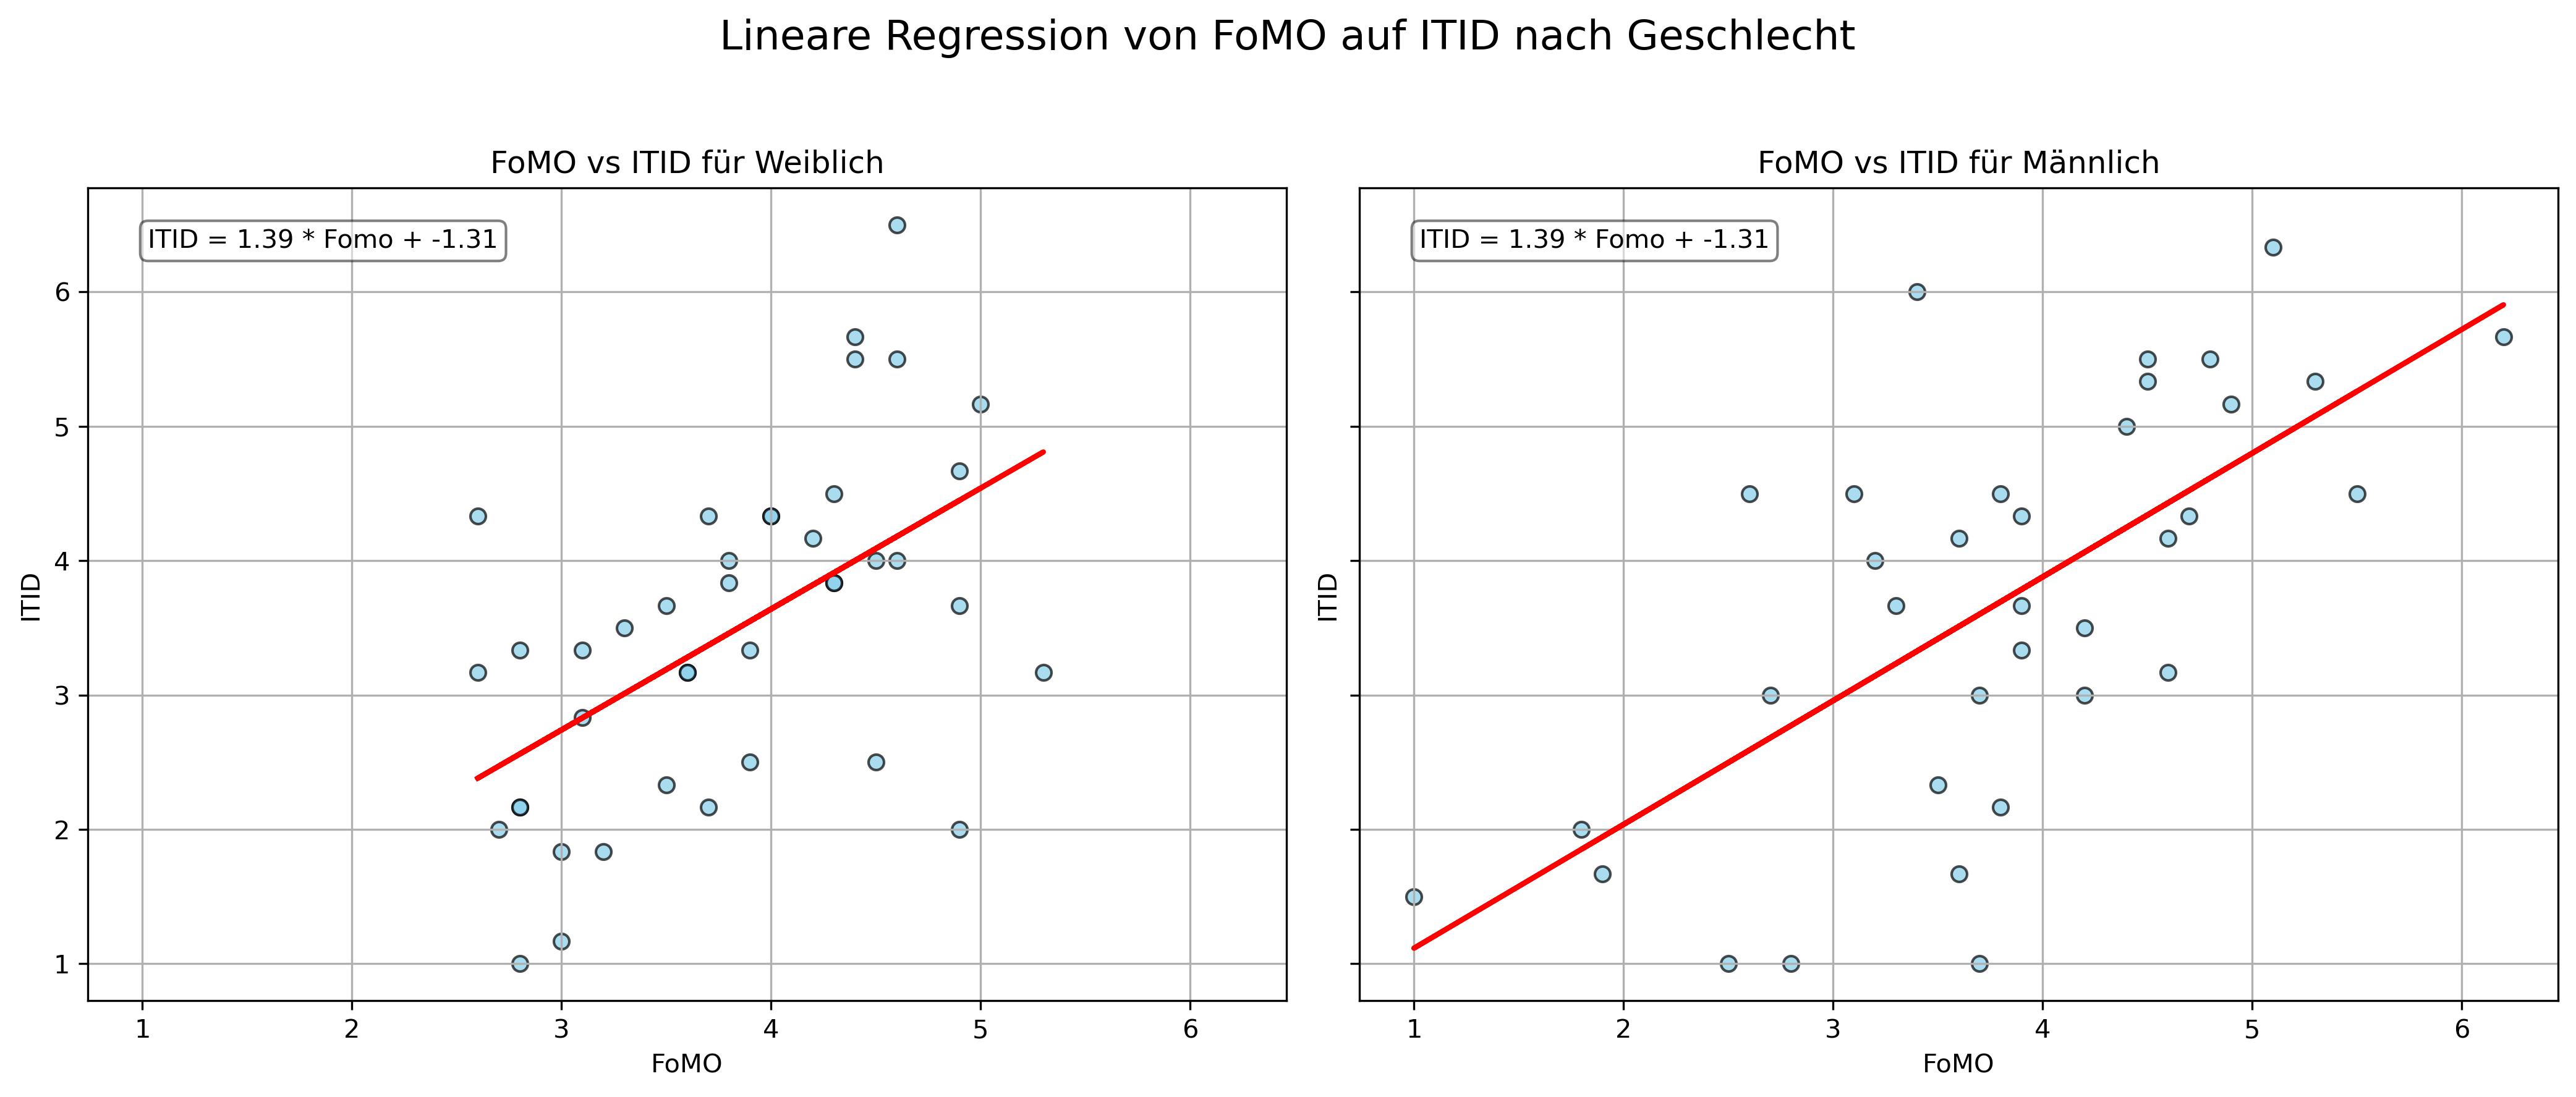 Lineare Regression von FoMO auf ITID nach Geschlecht
FoMO vs ITID für Weiblich
ITID = 1.39 * Fomo + -1.31
6
5
4
3
2
1
ITID
1 2 3 4 5 6
FoMO
FoMO vs ITID für Männlich
ITID = 1.39 * Fomo + -1.31
ITID
1 2 3 4 5 6
FoMO